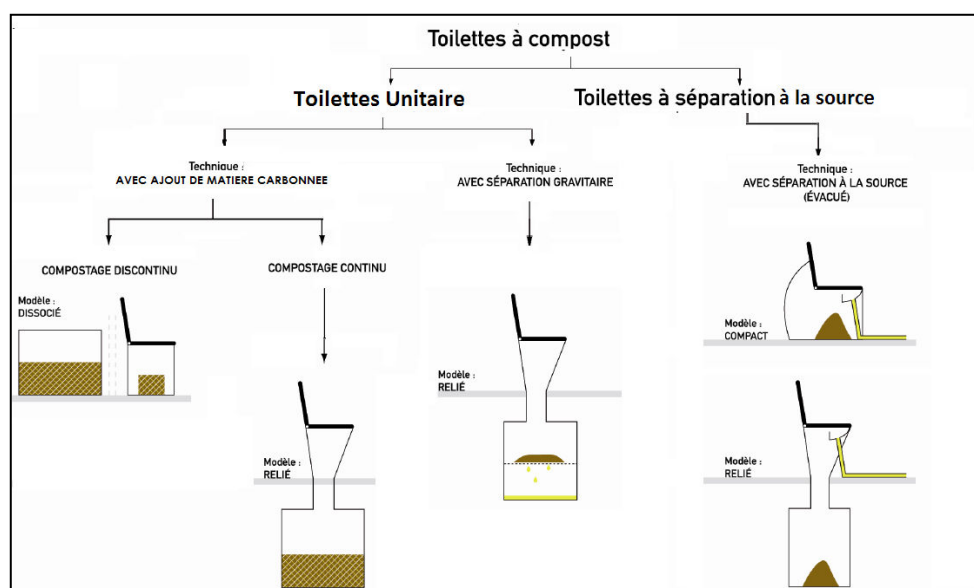 Toilettes à compost
Toilettes Unitaire
Toilettes à séparation à la source
Technique :
AVEC AJOUT DE MATIERE CARBONNEE
Technique :
AVEC SÉPARATION GRAVITAIRE
Technique :
AVEC SÉPARATION À LA SOURCE
(ÉVACUÉ)
COMPOSTAGE DISCONTINU
COMPOSTAGE CONTINU
Modèle :
DISSOCIÉ
Modèle :
RELIÉ
Modèle :
RELIÉ
Modèle :
COMPACT
Modèle :
RELIÉ